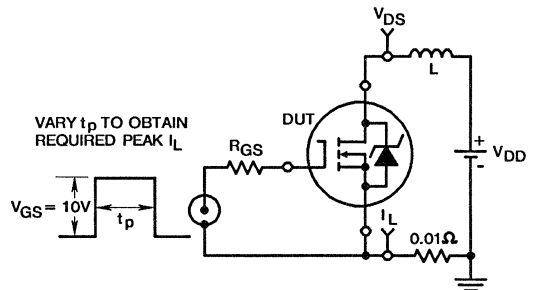 VDS
L
VARY tp TO OBTAIN
REQUIRED PEAK IL
DUT
RGS
+
VDD
-
VGS = 10V
tp
IL
0.01Ω